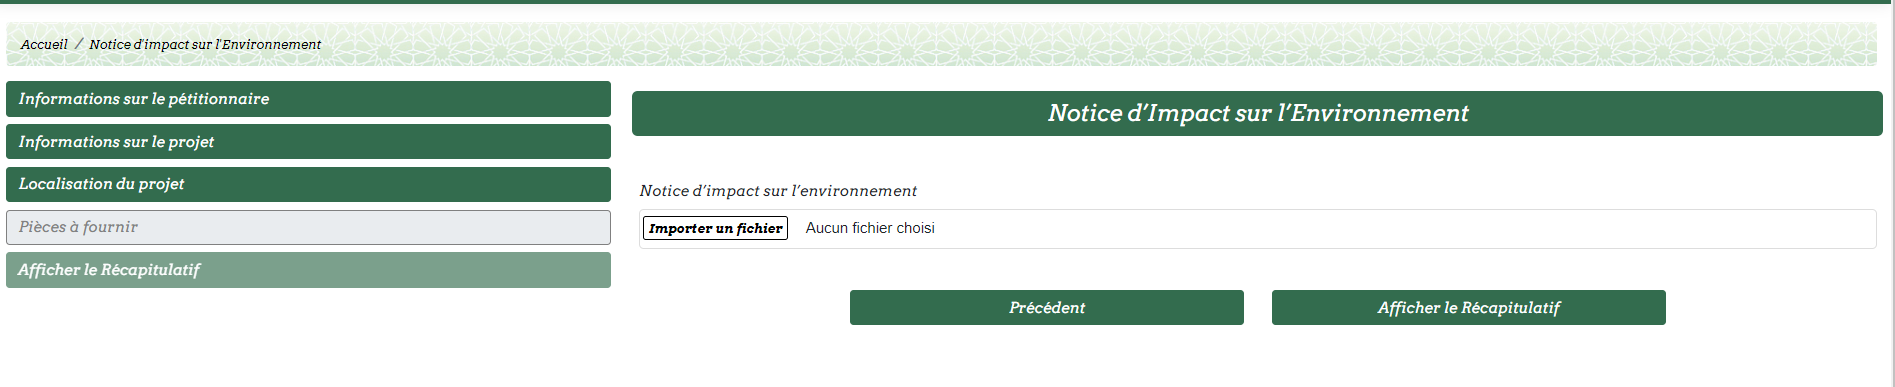 Accueil / Notice d'impact sur l'Environnement
Informations sur le pétitionnaire
Informations sur le projet
Localisation du projet
Pièces à fournir
Afficher le Récapitulatif
Notice d’Impact sur l’Environnement
Notice d’impact sur l’environnement
Importer un fichier Aucun fichier choisi
Précédent
Afficher le Récapitulatif